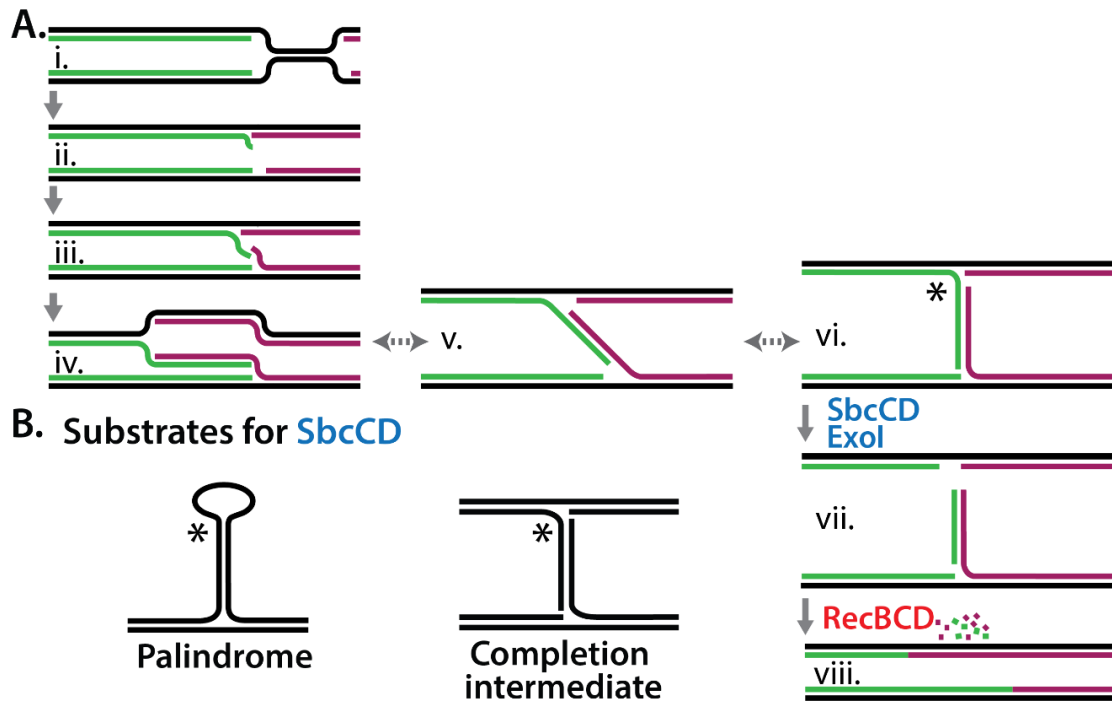 A.
i.
ii.
iii.
iv.
v.
vi.
*
SbcCD
ExoI
vii.
RecBCD
viii.
B. Substrates for SbcCD
*
Palindrome
*
Completion
intermediate